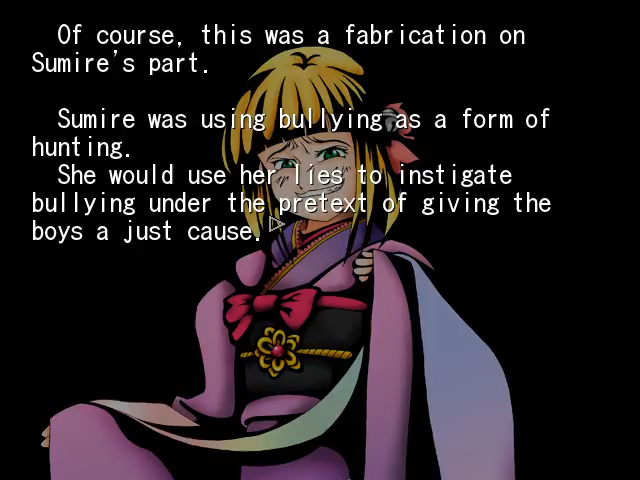 Of course, this was a fabrication on
Sumire's part.
Sumire was using bullying as a form of
hunting.
She would use her lies to instigate
bullying under the pretext of giving the
boys a just cause.